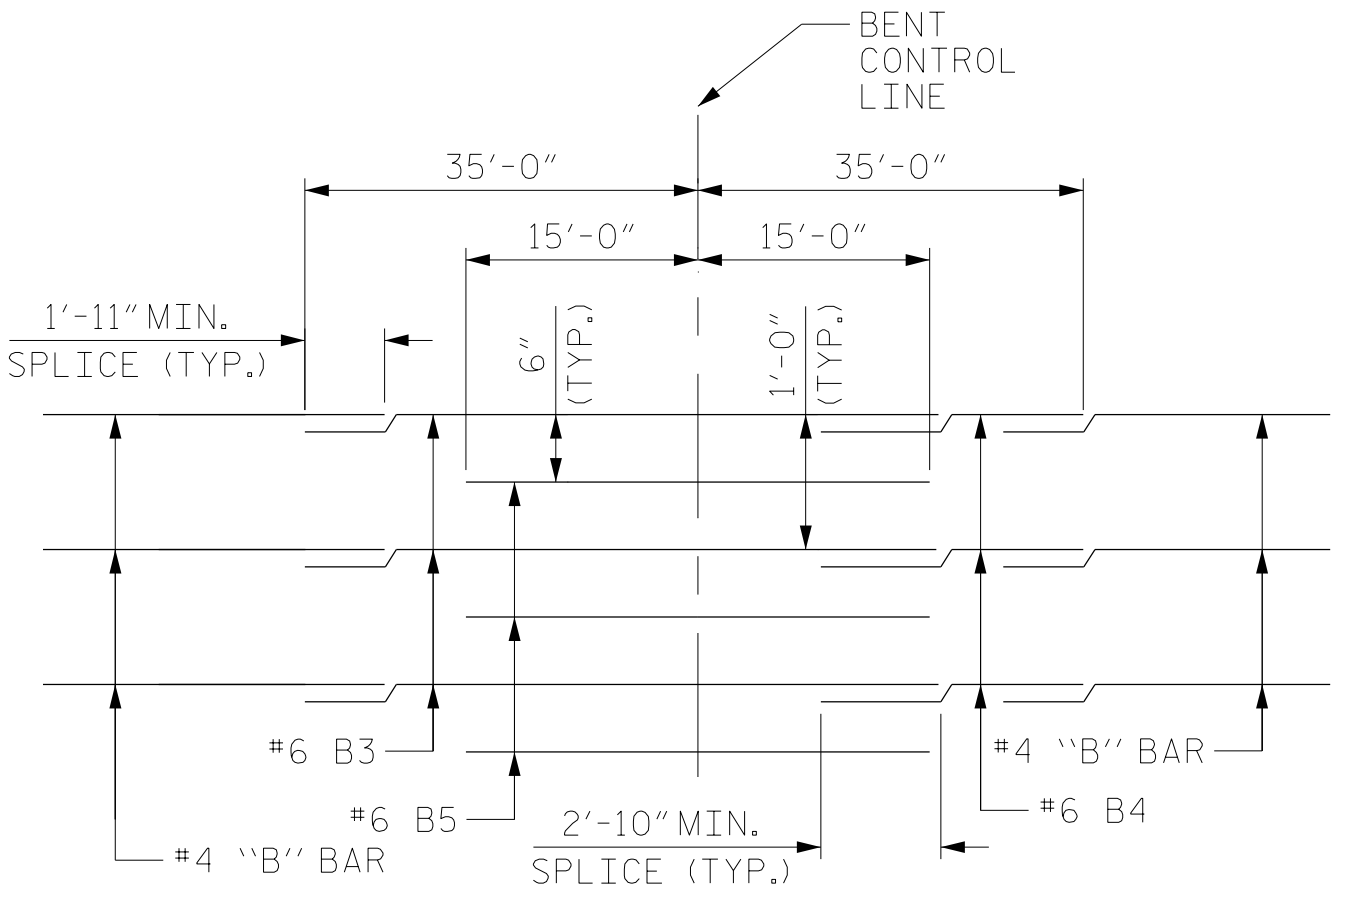 BENT
CONTROL
LINE
35'-0" 35'-0"
15'-0" 15'-0"
1'-11" MIN.
SPLICE (TYP.)
6"
(TYP.)
1'-0"
(TYP.)
#6 B3
#4 "B" BAR
#6 B5
#6 B4
2'-10" MIN.
SPLICE (TYP.)
#4 "B" BAR